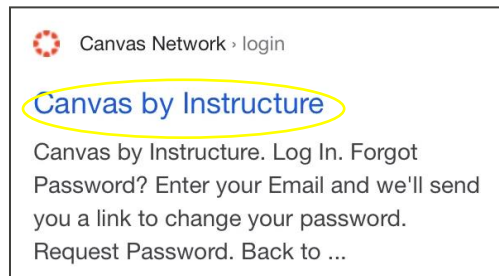 Canvas Network › login
Canvas by Instructure
Canvas by Instructure. Log In. Forgot
Password? Enter your Email and we'll send
you a link to change your password.
Request Password. Back to ...